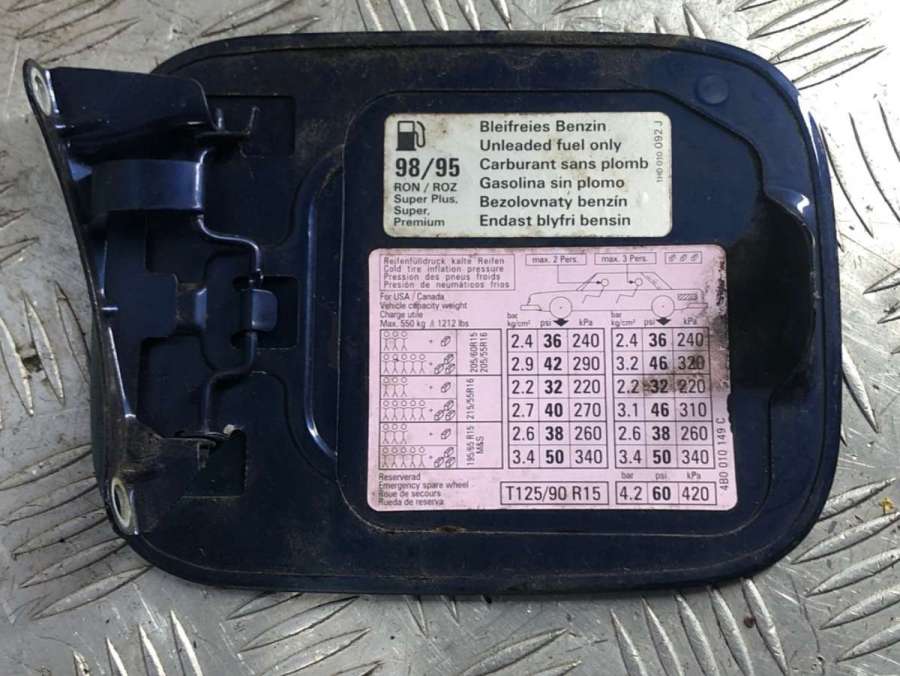 98/95
RON / ROZ
Super Plus,
Super,
Premium
Bleifreies Benzin
Unleaded fuel only
Carburant sans plomb
Gasolina sin plomo
Bezolovnaty benzín
Endast blyfri bensin
1H0 010 092 J
Reifenfülldruck kalte Reifen
Cold tire inflation pressure
Pression des pneus froids
Presión de neumáticos frios
max. 2 Pers.
max. 3 Pers.
For USA / Canada
Vehicle capacity weight
Charge utile
Max. 550 kg /1212 lbs
bar psi kPa bar psi kPa
kg/cm² kg/cm²
205/60R15
205/55R16
2.4 36 240 2.4 36 240
2.9 42 290 3.2 46 320
215/55R16
2.2 32 220 2.2 32 220
2.7 40 270 3.1 46 310
195/65 R15
M&S
2.6 38 260 2.6 38 260
3.4 50 340 3.4 50 340
Reserverad
Emergency spare wheel
Roue de secours
Rueda de reserva
bar psi kPa
T125/90 R15 4.2 60 420
4B0 010 149 C